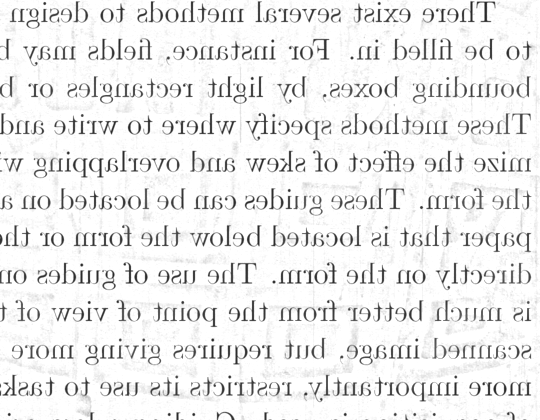 There exist several methods to design
to be filled in. For instance, fields may
bounding boxes, by light rectangles or
These methods specify where to write and
mize the effect of skew and overlapping
the form. These guides can be located on a
paper that is located below the form or
directly on the form. The use of guides on
is much better from the point of view of
scanned image, but requires giving more
more importantly, restricts its use to